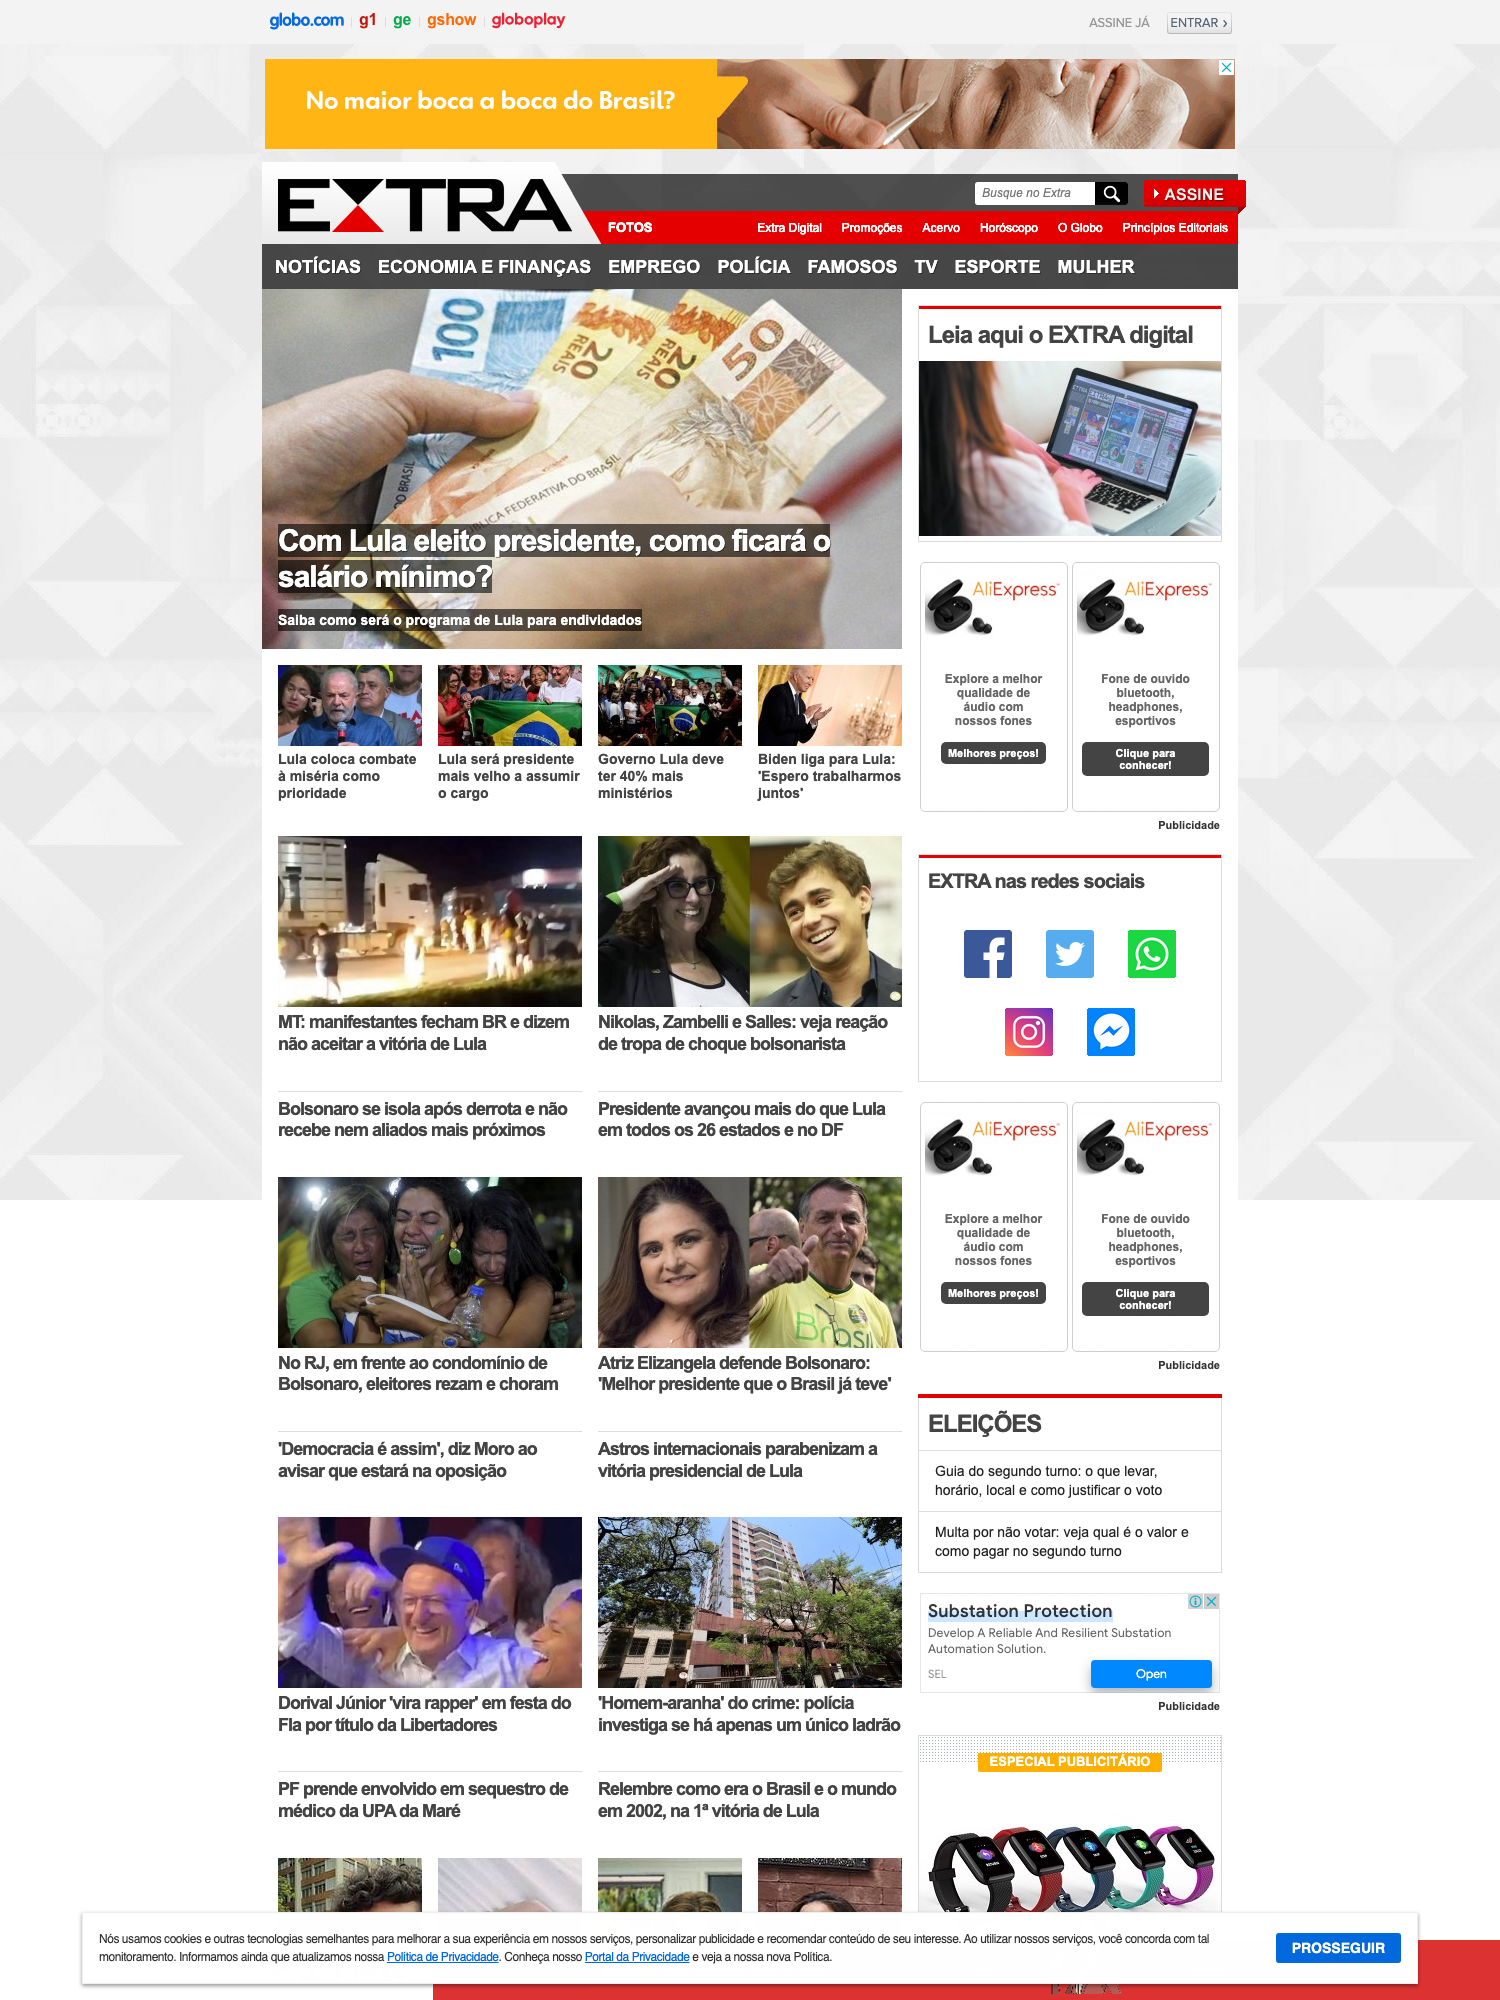 globo.com g1 ge gshow globoplay
ASSINE JÁ ENTRAR ›
No maior boca a boca do Brasil?
EXTRA
Busque no Extra
ASSINE
FOTOS
Extra Digital Promoções Acervo Horóscopo O Globo Princípios Editoriais
NOTÍCIAS ECONOMIA E FINANÇAS EMPREGO POLÍCIA FAMOSOS TV ESPORTE MULHER
100
20
REAIS
20
REAIS
50
DO BRASIL
FEDERATIVA DO BRASIL
Com Lula eleito presidente, como ficará o
salário mínimo?
Saiba como será o programa de Lula para endividados
Lula coloca combate
à miséria como
prioridade
Lula será presidente
mais velho a assumir
o cargo
Governo Lula deve
ter 40% mais
ministérios
Biden liga para Lula:
'Espero trabalharmos
juntos'
MT: manifestantes fecham BR e dizem
não aceitar a vitória de Lula
Nikolas, Zambelli e Salles: veja reação
de tropa de choque bolsonarista
Bolsonaro se isola após derrota e não
recebe nem aliados mais próximos
Presidente avançou mais do que Lula
em todos os 26 estados e no DF
Brasil
No RJ, em frente ao condomínio de
Bolsonaro, eleitores rezam e choram
Atriz Elizangela defende Bolsonaro:
'Melhor presidente que o Brasil já teve'
'Democracia é assim', diz Moro ao
avisar que estará na oposição
Astros internacionais parabenizam a
vitória presidencial de Lula
Dorival Júnior 'vira rapper' em festa do
Fla por título da Libertadores
'Homem-aranha' do crime: polícia
investiga se há apenas um único ladrão
PF prende envolvido em sequestro de
médico da UPA da Maré
Relembre como era o Brasil e o mundo
em 2002, na 1ª vitória de Lula
Leia aqui o EXTRA digital
EXTRA
AliExpress
Explore a melhor
qualidade de
áudio com
nossos fones
Melhores preços!
AliExpress
Fone de ouvido
bluetooth,
headphones,
esportivos
Clique para
conhecer!
Publicidade
EXTRA nas redes sociais
AliExpress
Explore a melhor
qualidade de
áudio com
nossos fones
Melhores preços!
AliExpress
Fone de ouvido
bluetooth,
headphones,
esportivos
Clique para
conhecer!
Publicidade
ELEIÇÕES
Guia do segundo turno: o que levar,
horário, local e como justificar o voto
Multa por não votar: veja qual é o valor e
como pagar no segundo turno
Substation Protection
Develop A Reliable And Resilient Substation
Automation Solution.
SEL
Open
Publicidade
ESPECIAL PUBLICITÁRIO
Nós usamos cookies e outras tecnologias semelhantes para melhorar a sua experiência em nossos serviços, personalizar publicidade e recomendar conteúdo de seu interesse. Ao utilizar nossos serviços, você concorda com tal
monitoramento. Informamos ainda que atualizamos nossa Política de Privacidade. Conheça nosso Portal da Privacidade e veja a nossa nova Política.
PROSSEGUIR